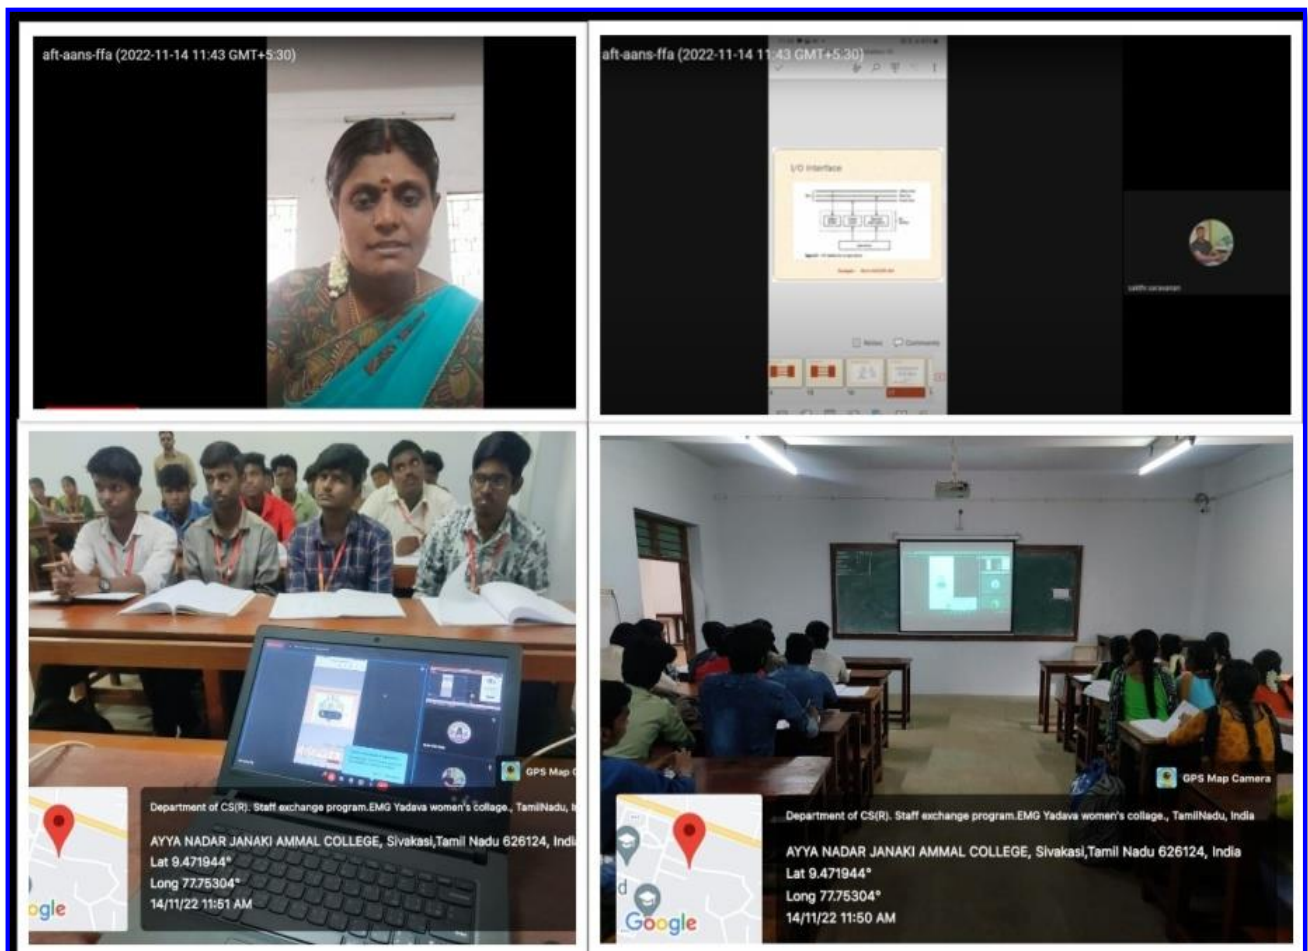 aft-aans-ffa (2022-11-14 11:43 GMT+5:30)
aft-aans-ffa (2022-11-14 11:43 GMT+5:30)
I/O Interface
Notes
Comments
sakthi saravanan
GPS Map Camera
Department of CS(R). Staff exchange program.EMG Yadava women's collage., TamilNadu, I
AYYA NADAR JANAKI AMMAL COLLEGE, Sivakasi,Tamil Nadu 626124, Indi
Lat 9.471944°
Long 77.75304°
14/11/22 11:51 AM
ogle
GPS Map Camera
Department of CS(R). Staff exchange program.EMG Yadava women's collage., TamilNadu, India
AYYA NADAR JANAKI AMMAL COLLEGE, Sivakasi,Tamil Nadu 626124, India
Lat 9.471944°
Long 77.75304°
14/11/22 11:50 AM
d
Google